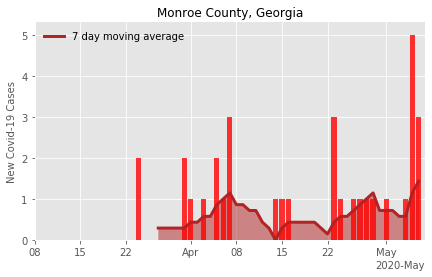 Monroe County, Georgia
7 day moving average
New Covid-19 Cases
5
4
3
2
1
0
08 15 22 Apr 08 15 22 May
2020-May